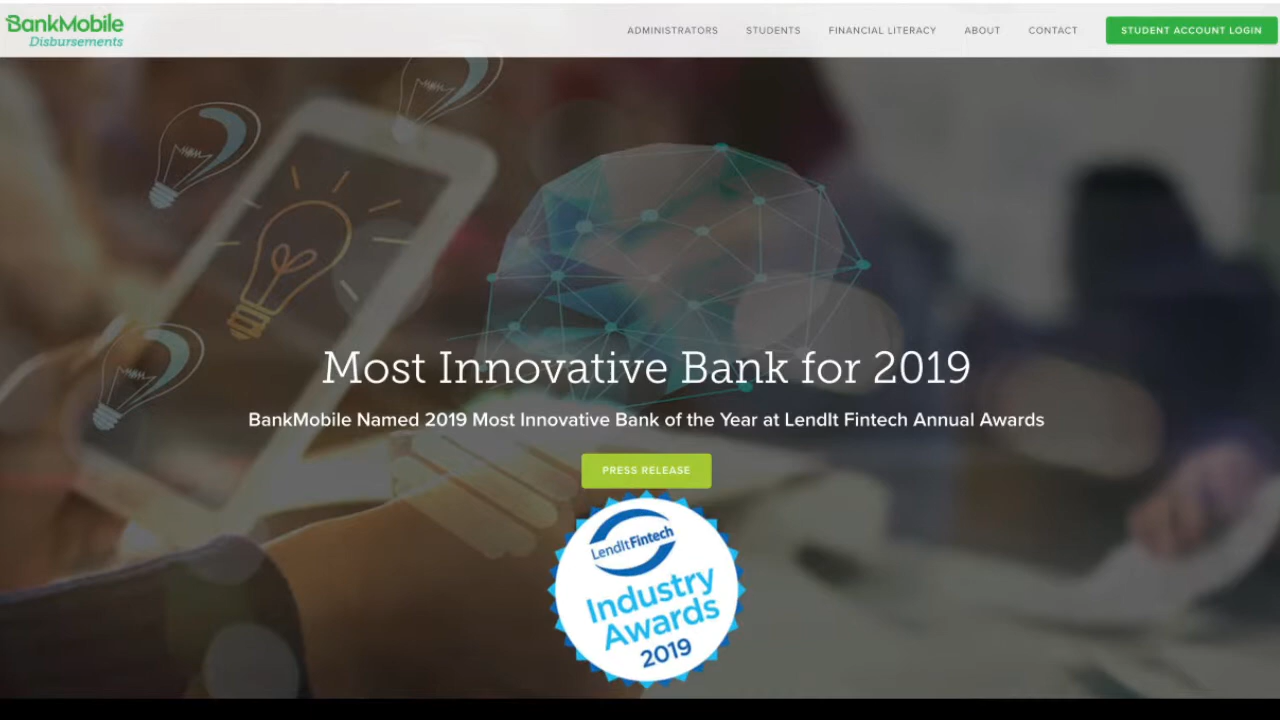 BankMobile
Disbursements
ADMINISTRATORS STUDENTS FINANCIAL LITERACY ABOUT CONTACT STUDENT ACCOUNT LOGIN
Most Innovative Bank for 2019
BankMobile Named 2019 Most Innovative Bank of the Year at LendIt Fintech Annual Awards
PRESS RELEASE
LendItFintech
Industry
Awards
2019